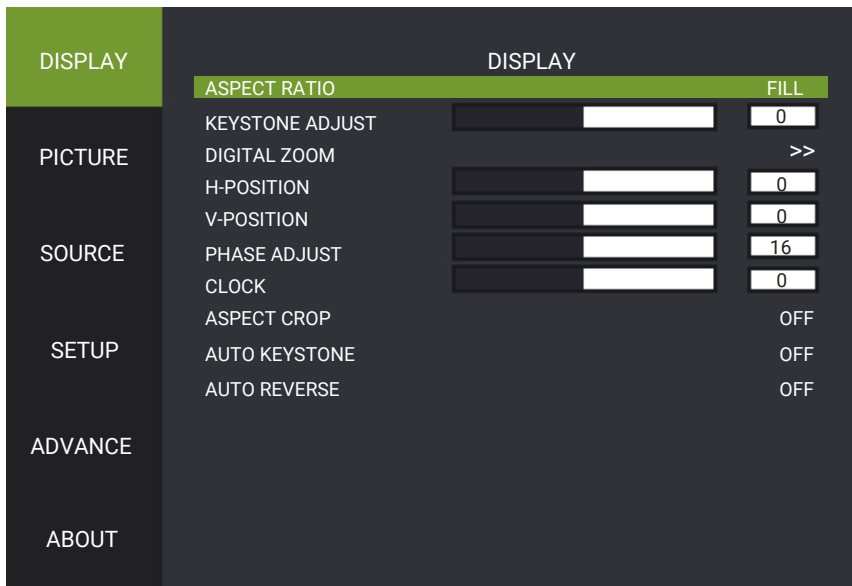 DISPLAY
PICTURE
SOURCE
SETUP
ADVANCE
ABOUT
DISPLAY
ASPECT RATIO FILL
KEYSTONE ADJUST 0
DIGITAL ZOOM >>
H-POSITION 0
V-POSITION 0
PHASE ADJUST 16
CLOCK 0
ASPECT CROP OFF
AUTO KEYSTONE OFF
AUTO REVERSE OFF